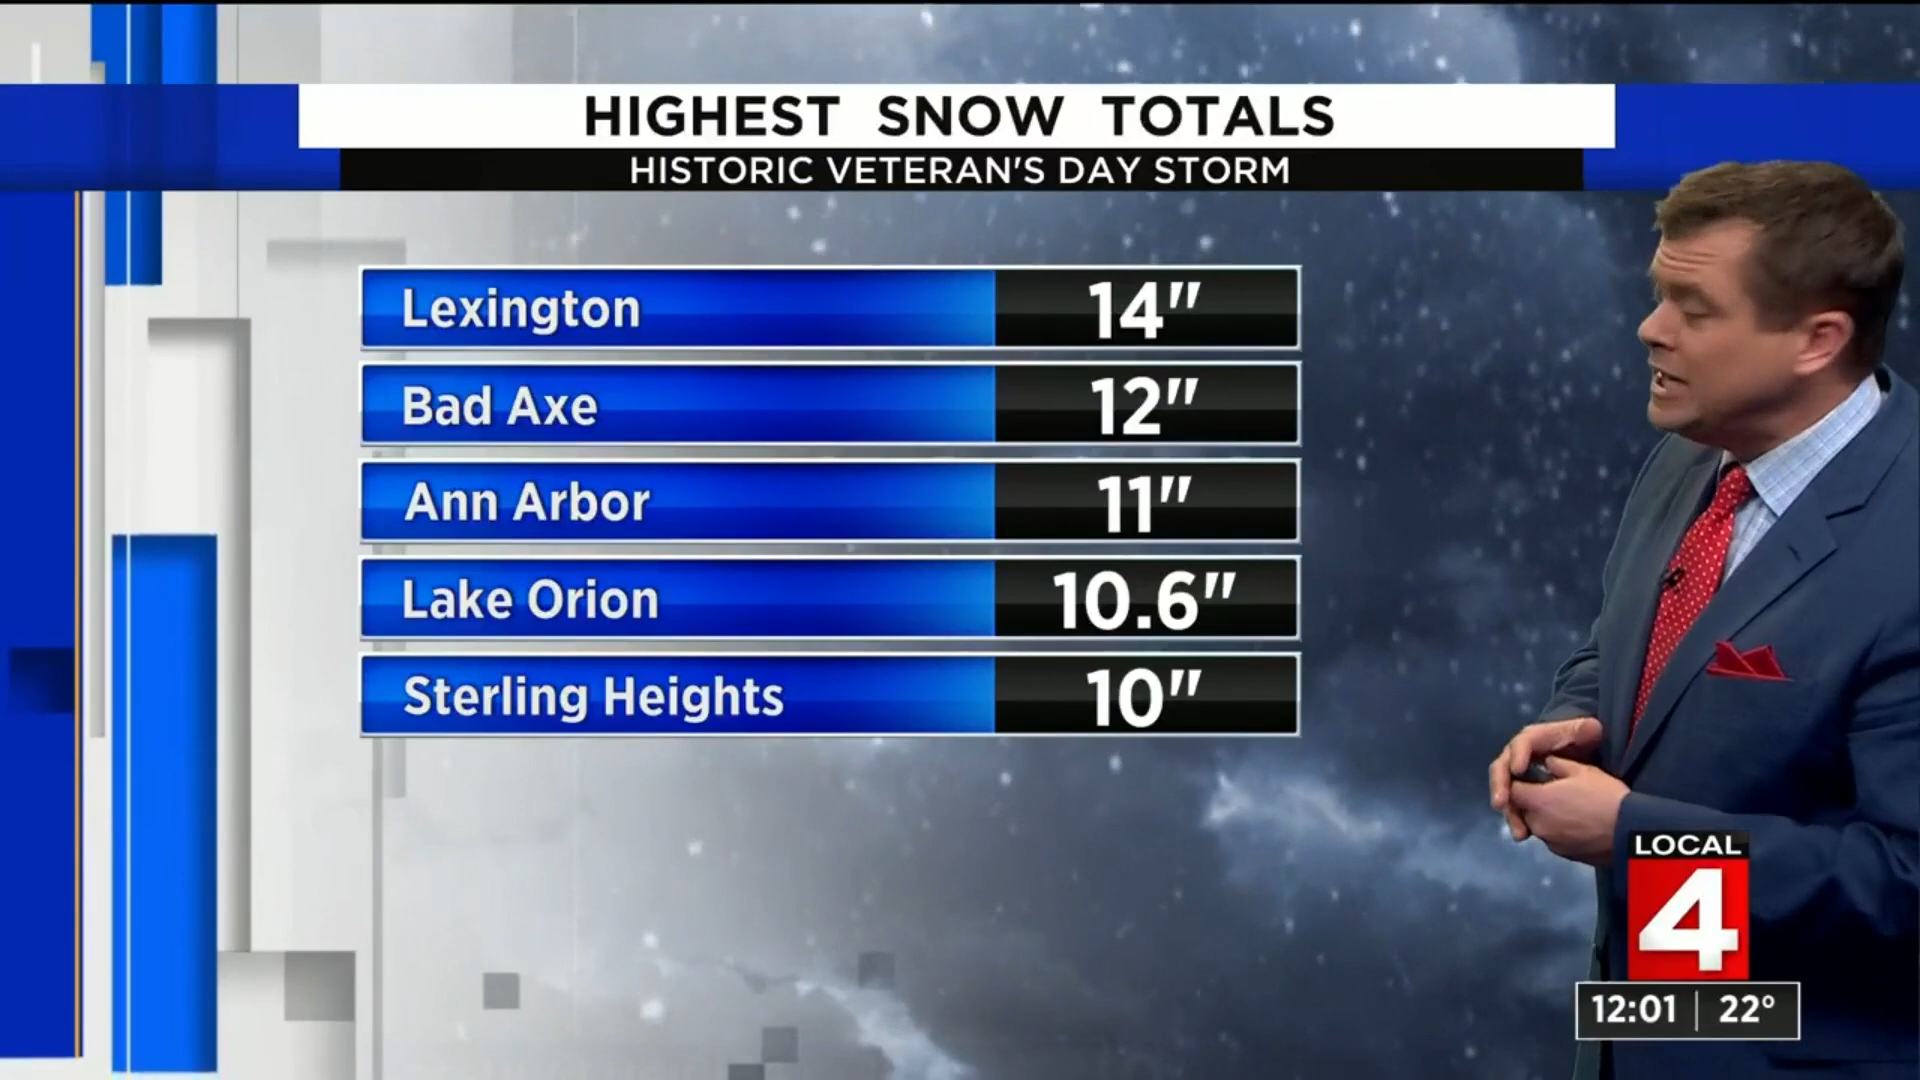 HIGHEST SNOW TOTALS
HISTORIC VETERAN'S DAY STORM
Lexington 14"
Bad Axe 12"
Ann Arbor 11"
Lake Orion 10.6"
Sterling Heights 10"
LOCAL
4
12:01 | 22°